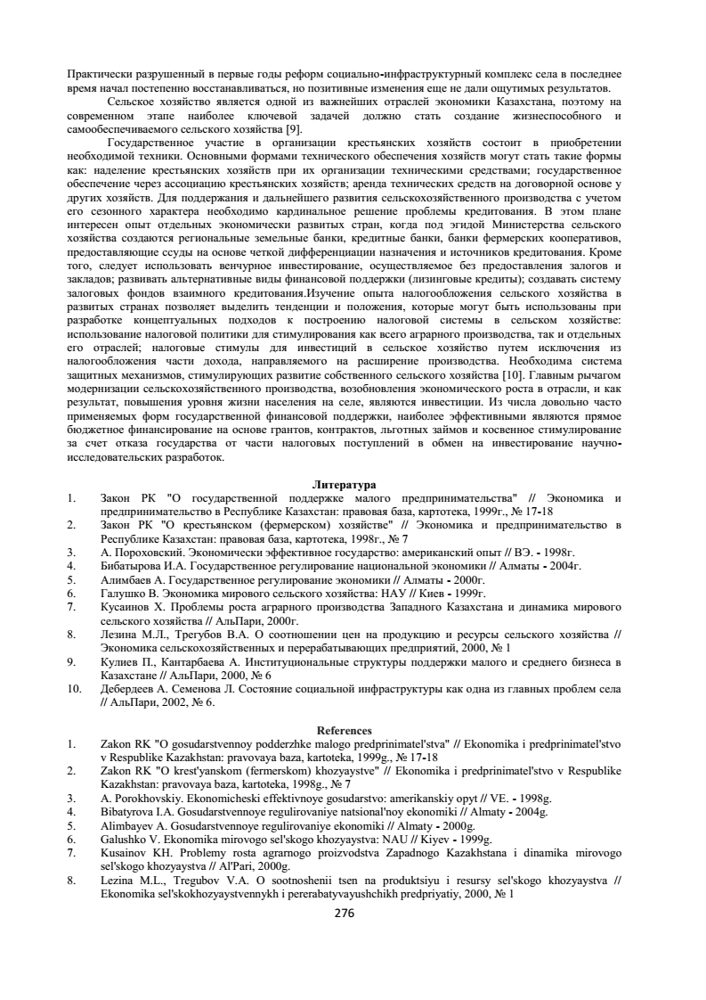 Практически разрушенный в первые годы реформ социально-инфраструктурный комплекс села в последнее
время начал постепенно восстанавливаться, но позитивные изменения еще не дали ощутимых результатов.
Сельское хозяйство является одной из важнейших отраслей экономики Казахстана, поэтому на
современном этапе наиболее ключевой задачей должно стать создание жизнеспособного и
самообеспечиваемого сельского хозяйства [9].
Государственное участие в организации крестьянских хозяйств состоит в приобретении
необходимой техники. Основными формами технического обеспечения хозяйств могут стать такие формы
как: наделение крестьянских хозяйств при их организации техническими средствами; государственное
обеспечение через ассоциацию крестьянских хозяйств; аренда технических средств на договорной основе у
других хозяйств. Для поддержания и дальнейшего развития сельскохозяйственного производства с учетом
его сезонного характера необходимо кардинальное решение проблемы кредитования. В этом плане
интересен опыт отдельных экономически развитых стран, когда под эгидой Министерства сельского
хозяйства создаются региональные земельные банки, кредитные банки, банки фермерских кооперативов,
предоставляющие ссуды на основе четкой дифференциации назначения и источников кредитования. Кроме
того, следует использовать венчурное инвестирование, осуществляемое без предоставления залогов и
закладов; развивать альтернативные виды финансовой поддержки (лизинговые кредиты); создавать систему
залоговых фондов взаимного кредитования.Изучение опыта налогообложения сельского хозяйства в
развитых странах позволяет выделить тенденции и положения, которые могут быть использованы при
разработке концептуальных подходов к построению налоговой системы в сельском хозяйстве:
использование налоговой политики для стимулирования как всего аграрного производства, так и отдельных
его отраслей; налоговые стимулы для инвестиций в сельское хозяйство путем исключения из
налогообложения части дохода, направляемого на расширение производства. Необходима система
защитных механизмов, стимулирующих развитие собственного сельского хозяйства [10]. Главным рычагом
модернизации сельскохозяйственного производства, возобновления экономического роста в отрасли, и как
результат, повышения уровня жизни населения на селе, являются инвестиции. Из числа довольно часто
применяемых форм государственной финансовой поддержки, наиболее эффективными являются прямое
бюджетное финансирование на основе грантов, контрактов, льготных займов и косвенное стимулирование
за счет отказа государства от части налоговых поступлений в обмен на инвестирование научно-
исследовательских разработок.
Литература
1. Закон РК "О государственной поддержке малого предпринимательства" // Экономика и
предпринимательство в Республике Казахстан: правовая база, картотека, 1999г., № 17-18
2. Закон РК "О крестьянском (фермерском) хозяйстве" // Экономика и предпринимательство в
Республике Казахстан: правовая база, картотека, 1998г., № 7
3. А. Пороховский. Экономически эффективное государство: американский опыт // ВЭ. - 1998г.
4. Бибатырова И.А. Государственное регулирование национальной экономики // Алматы - 2004г.
5. Алимбаев А. Государственное регулирование экономики // Алматы - 2000г.
6. Галушко В. Экономика мирового сельского хозяйства: НАУ // Киев - 1999г.
7. Кусаинов Х. Проблемы роста аграрного производства Западного Казахстана и динамика мирового
сельского хозяйства // АльПари, 2000г.
8. Лезина М.Л., Трегубов В.А. О соотношении цен на продукцию и ресурсы сельского хозяйства //
Экономика сельскохозяйственных и перерабатывающих предприятий, 2000, № 1
9. Кулиев П., Кантарбаева А. Институциональные структуры поддержки малого и среднего бизнеса в
Казахстане // АльПари, 2000, № 6
10. Дебердеев А. Семенова Л. Состояние социальной инфраструктуры как одна из главных проблем села
// АльПари, 2002, № 6.
References
1. Zakon RK "O gosudarstvennoy podderzhke malogo predprinimatel'stva" // Ekonomika i predprinimatel'stvo
v Respublike Kazakhstan: pravovaya baza, kartoteka, 1999g., № 17-18
2. Zakon RK "O krest'yanskom (fermerskom) khozyaystve" // Ekonomika i predprinimatel'stvo v Respublike
Kazakhstan: pravovaya baza, kartoteka, 1998g., № 7
3. A. Porokhovskiy. Ekonomicheski effektivnoye gosudarstvo: amerikanskiy opyt // VE. - 1998g.
4. Bibatyrova I.A. Gosudarstvennoye regulirovaniye natsional'noy ekonomiki // Almaty - 2004g.
5. Alimbayev A. Gosudarstvennoye regulirovaniye ekonomiki // Almaty - 2000g.
6. Galushko V. Ekonomika mirovogo sel'skogo khozyaystva: NAU // Kiyev - 1999g.
7. Kusainov KH. Problemy rosta agrarnogo proizvodstva Zapadnogo Kazakhstana i dinamika mirovogo
sel'skogo khozyaystva // Al'Pari, 2000g.
8. Lezina M.L., Tregubov V.A. O sootnoshenii tsen na produktsiyu i resursy sel'skogo khozyaystva //
Ekonomika sel'skokhozyaystvennykh i pererabatyvayushchikh predpriyatiy, 2000, № 1
276